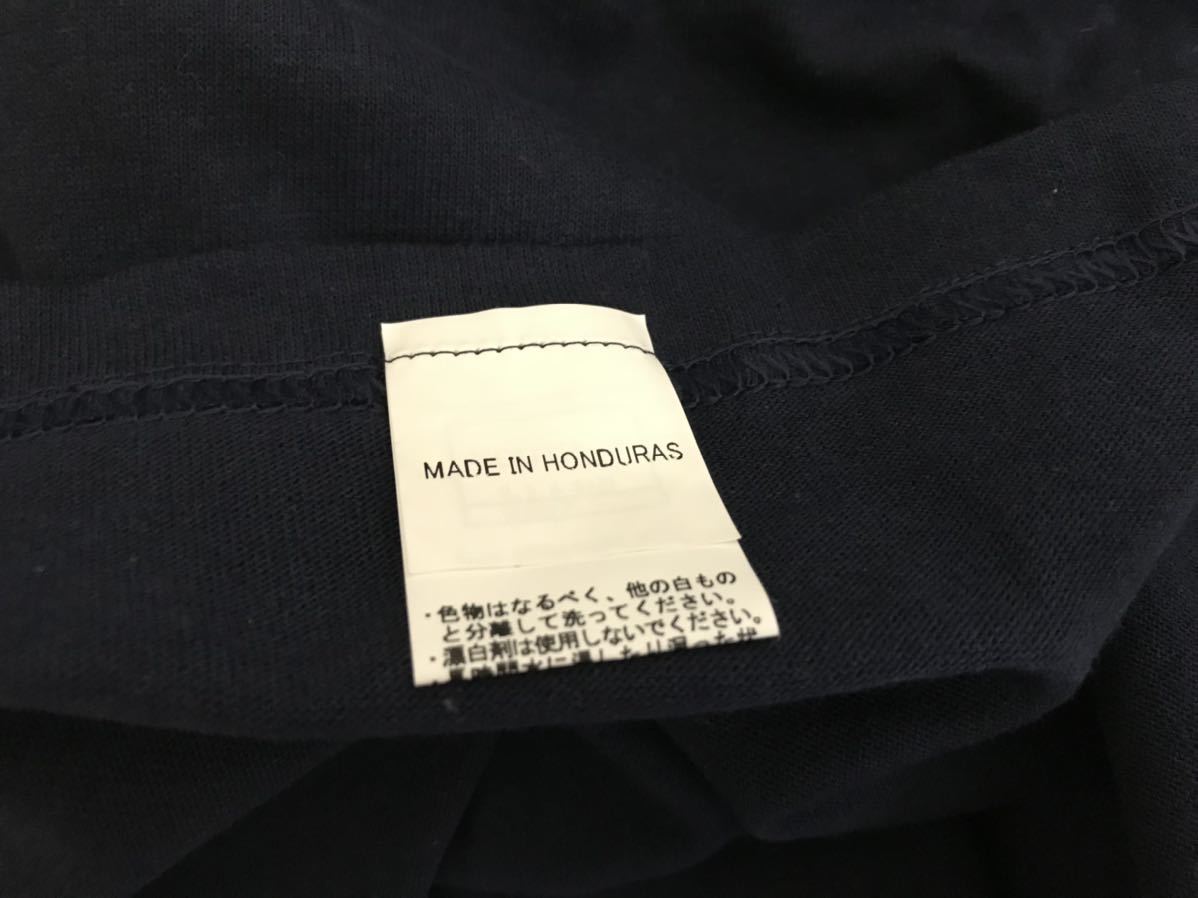 MADE IN HONDURAS
・色物はなるべく、他の白もの
と分離して洗ってください。
・漂白剤は使用しないでください。